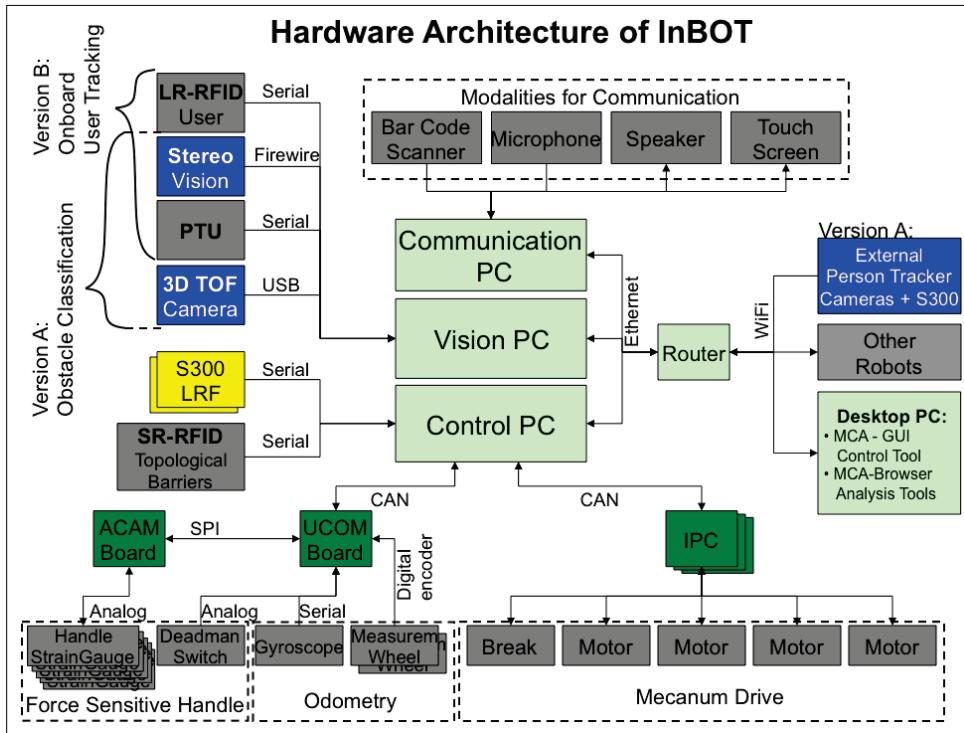 Hardware Architecture of InBOT
Version B:
Onboard
User Tracking
Version A:
Obstacle Classification
LR-RFID
User
Serial
Stereo
Vision
Firewire
PTU
Serial
3D TOF
Camera
USB
S300
LRF
Serial
SR-RFID
Topological
Barriers
Serial
Modalities for Communication
Bar Code
Scanner
Microphone
Speaker
Touch
Screen
Communication
PC
Vision PC
Control PC
Ethernet
Router
WiFi
Version A:
External
Person Tracker
Cameras + S300
Other
Robots
Desktop PC:
• MCA - GUI
Control Tool
• MCA-Browser
Analysis Tools
CAN
CAN
ACAM
Board
SPI
UCOM
Board
Digital
encoder
IPC
Analog
Analog
Serial
Handle
StrainGauge
Deadman
Switch
Gyroscope
Measurem
Wheel
Wheel
Break
Motor
Motor
Motor
Motor
Force Sensitive Handle
Odometry
Mecanum Drive